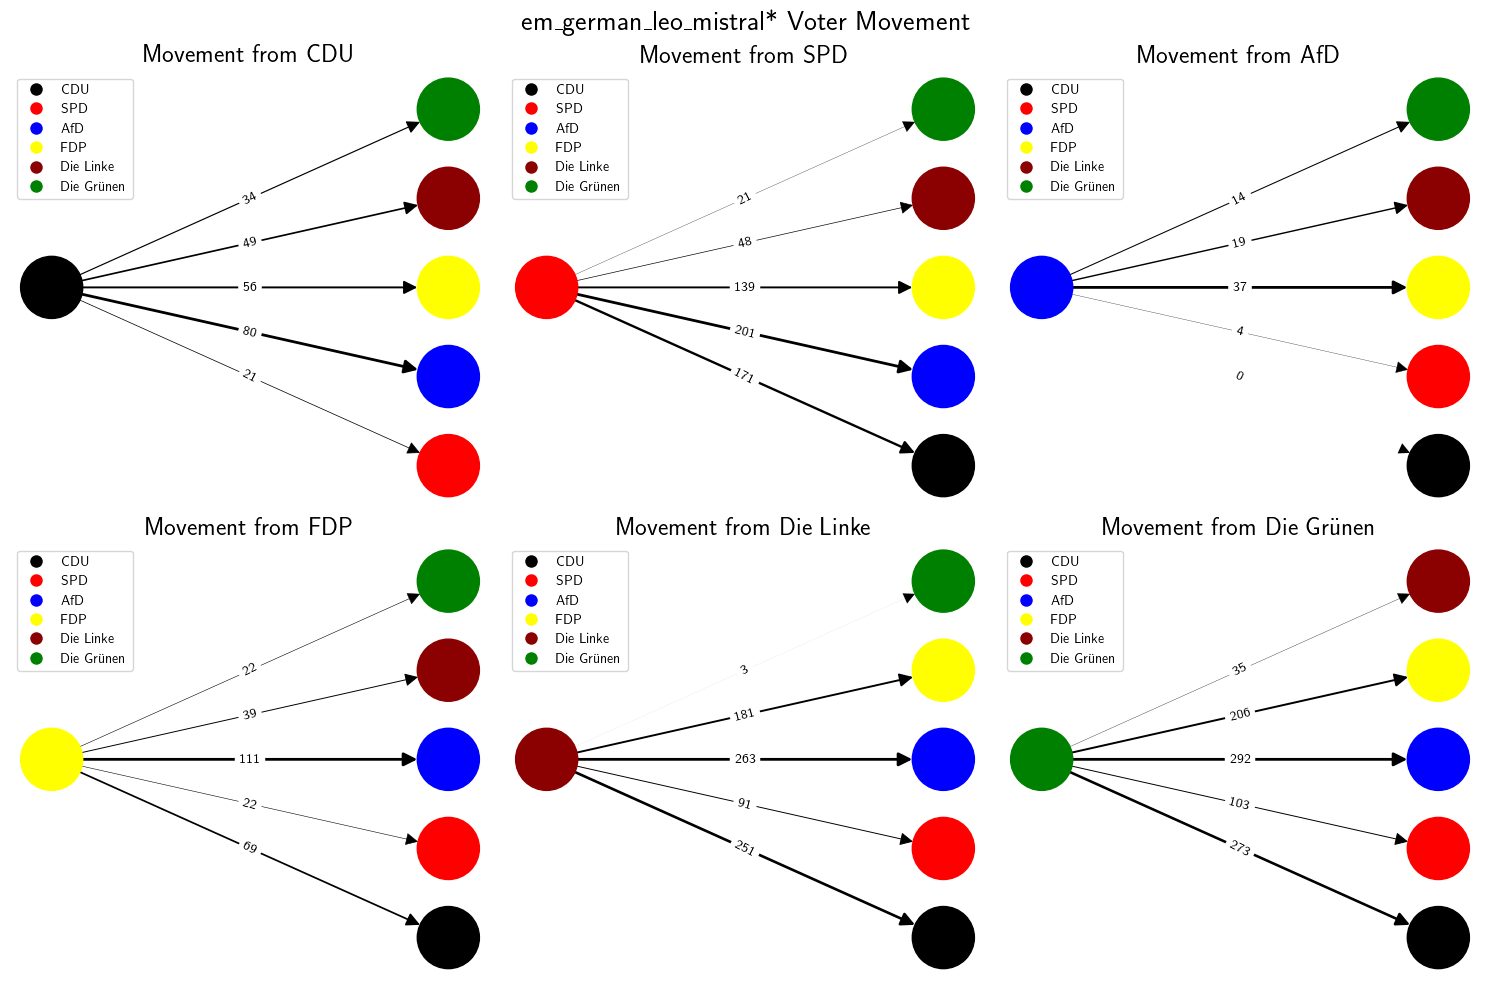 em_german_leo_mistral* Voter Movement
Movement from CDU
CDU
SPD
AfD
FDP
Die Linke
Die Grünen
34
49
56
80
21
Movement from SPD
CDU
SPD
AfD
FDP
Die Linke
Die Grünen
21
48
139
201
171
Movement from AfD
CDU
SPD
AfD
FDP
Die Linke
Die Grünen
14
19
37
4
0
Movement from FDP
CDU
SPD
AfD
FDP
Die Linke
Die Grünen
22
39
111
22
69
Movement from Die Linke
CDU
SPD
AfD
FDP
Die Linke
Die Grünen
3
181
263
91
251
Movement from Die Grünen
CDU
SPD
AfD
FDP
Die Linke
Die Grünen
35
206
292
103
273